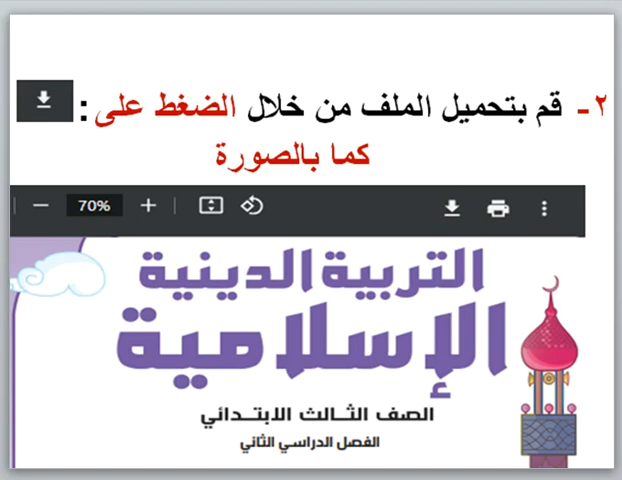 ٢- قم بتحميل الملف من خلال الضغط على :
كما بالصورة
70%
التربية الدينية
الإسلامية
الصف الثالث الابتدائي
الفصل الدراسي الثاني